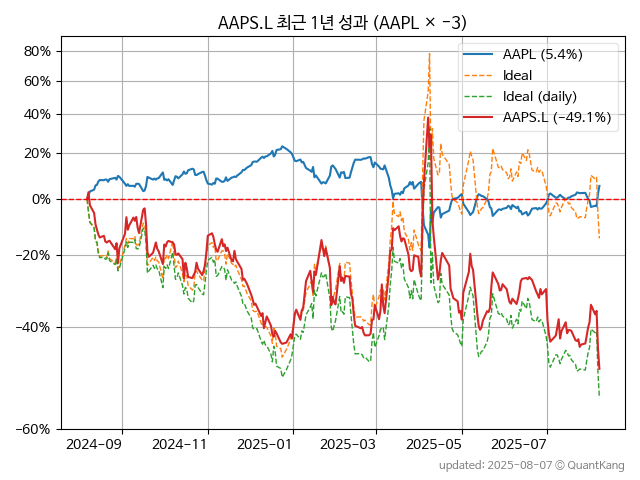 AAPS.L 최근 1년 성과 (AAPL × −3)
80%
60%
40%
20%
0%
−20%
−40%
−60%
AAPL (5.4%)
Ideal
Ideal (daily)
AAPS.L (−49.1%)
2024-09
2024-11
2025-01
2025-03
2025-05
2025-07
updated: 2025-08-07 © QuantKang